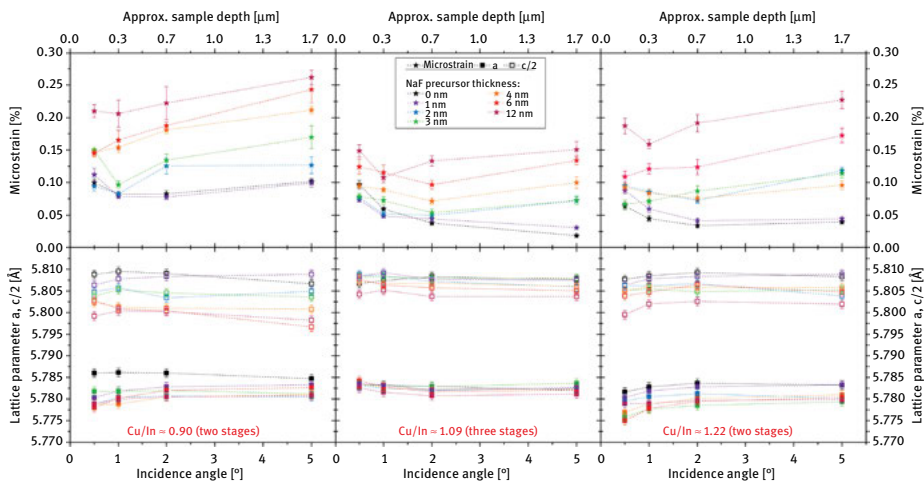 Approx. sample depth [µm] Approx. sample depth [µm] Approx. sample depth [µm]
0.0 0.3 0.7 1.0 1.3 1.7 0.0 0.3 0.7 1.0 1.3 1.7 0.0 0.3 0.7 1.0 1.3 1.7
0.30 0.30
Microstrain a c/2
0.25 0.25
NaF precursor thickness:
0 nm 4 nm
1 nm 6 nm
2 nm 12 nm
3 nm
0.20 0.20
0.15 0.15
0.10 0.10
0.05 0.05
0.00 0.00
Microstrain [%] Microstrain [%]
5.810 5.810
5.805 5.805
5.800 5.800
5.795 5.795
5.790 5.790
5.785 5.785
5.780 5.780
5.775 5.775
5.770 5.770
Lattice parameter a, c/2 [Å] Lattice parameter a, c/2 [Å]
Cu/In ≃ 0.90 (two stages) Cu/In ≃ 1.09 (three stages) Cu/In ≃ 1.22 (two stages)
0 1 2 3 4 5 0 1 2 3 4 5 0 1 2 3 4 5
Incidence angle [°] Incidence angle [°] Incidence angle [°]